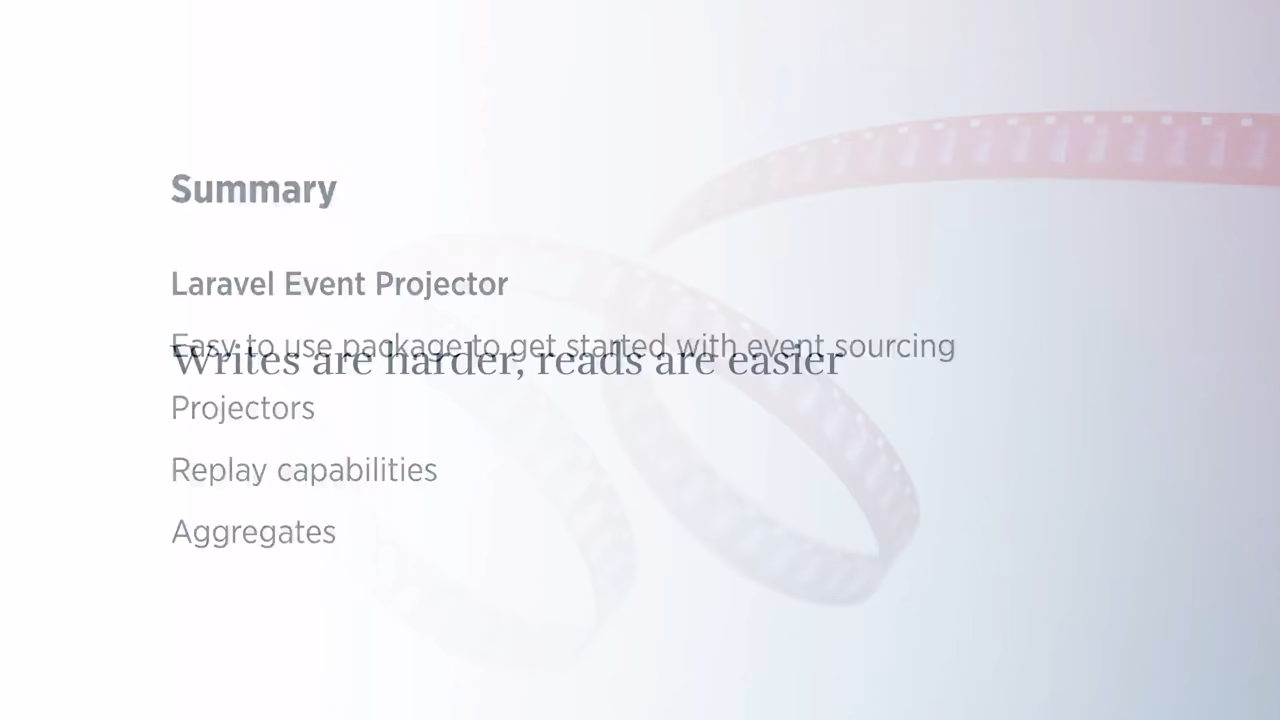 Summary
Laravel Event Projector
Easy to use package to get started with event sourcing
Writes are harder, reads are easier
Projectors
Replay capabilities
Aggregates